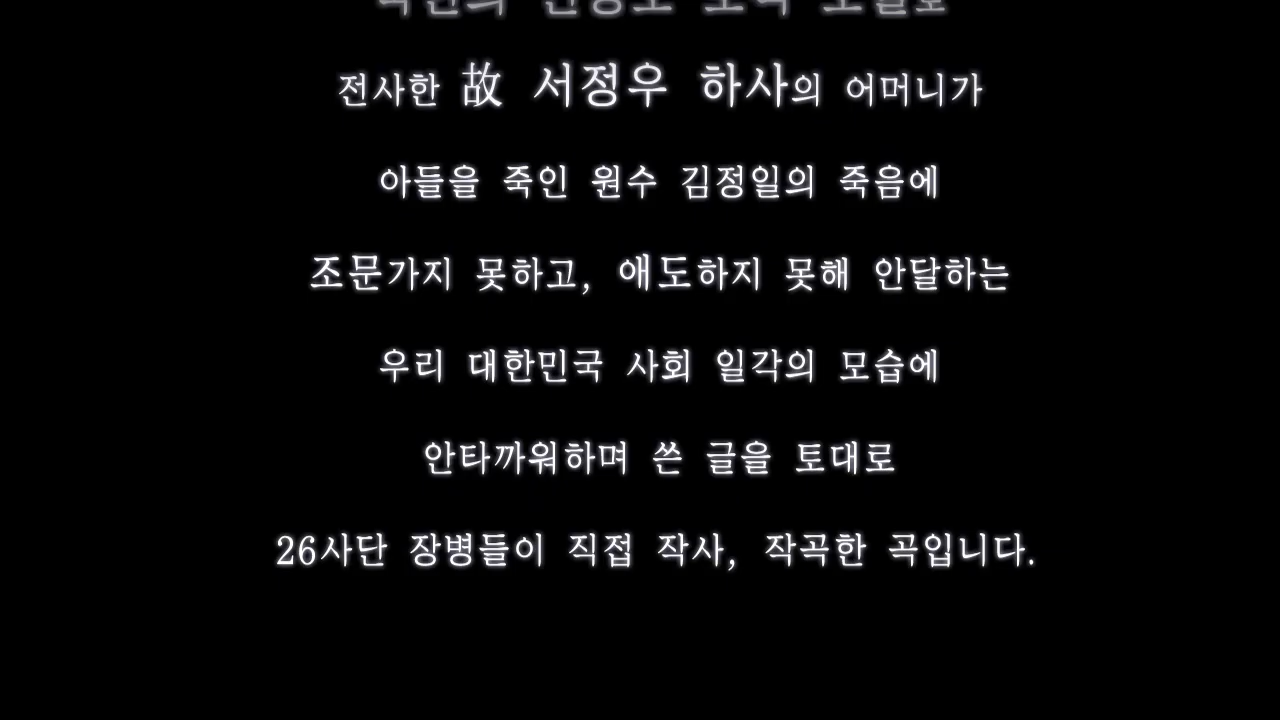 전사한 故 서정우 하사의 어머니가
아들을 죽인 원수 김정일의 죽음에
조문가지 못하고, 애도하지 못해 안달하는
우리 대한민국 사회 일각의 모습에
안타까워하며 쓴 글을 토대로
26사단 장병들이 직접 작사, 작곡한 곡입니다.